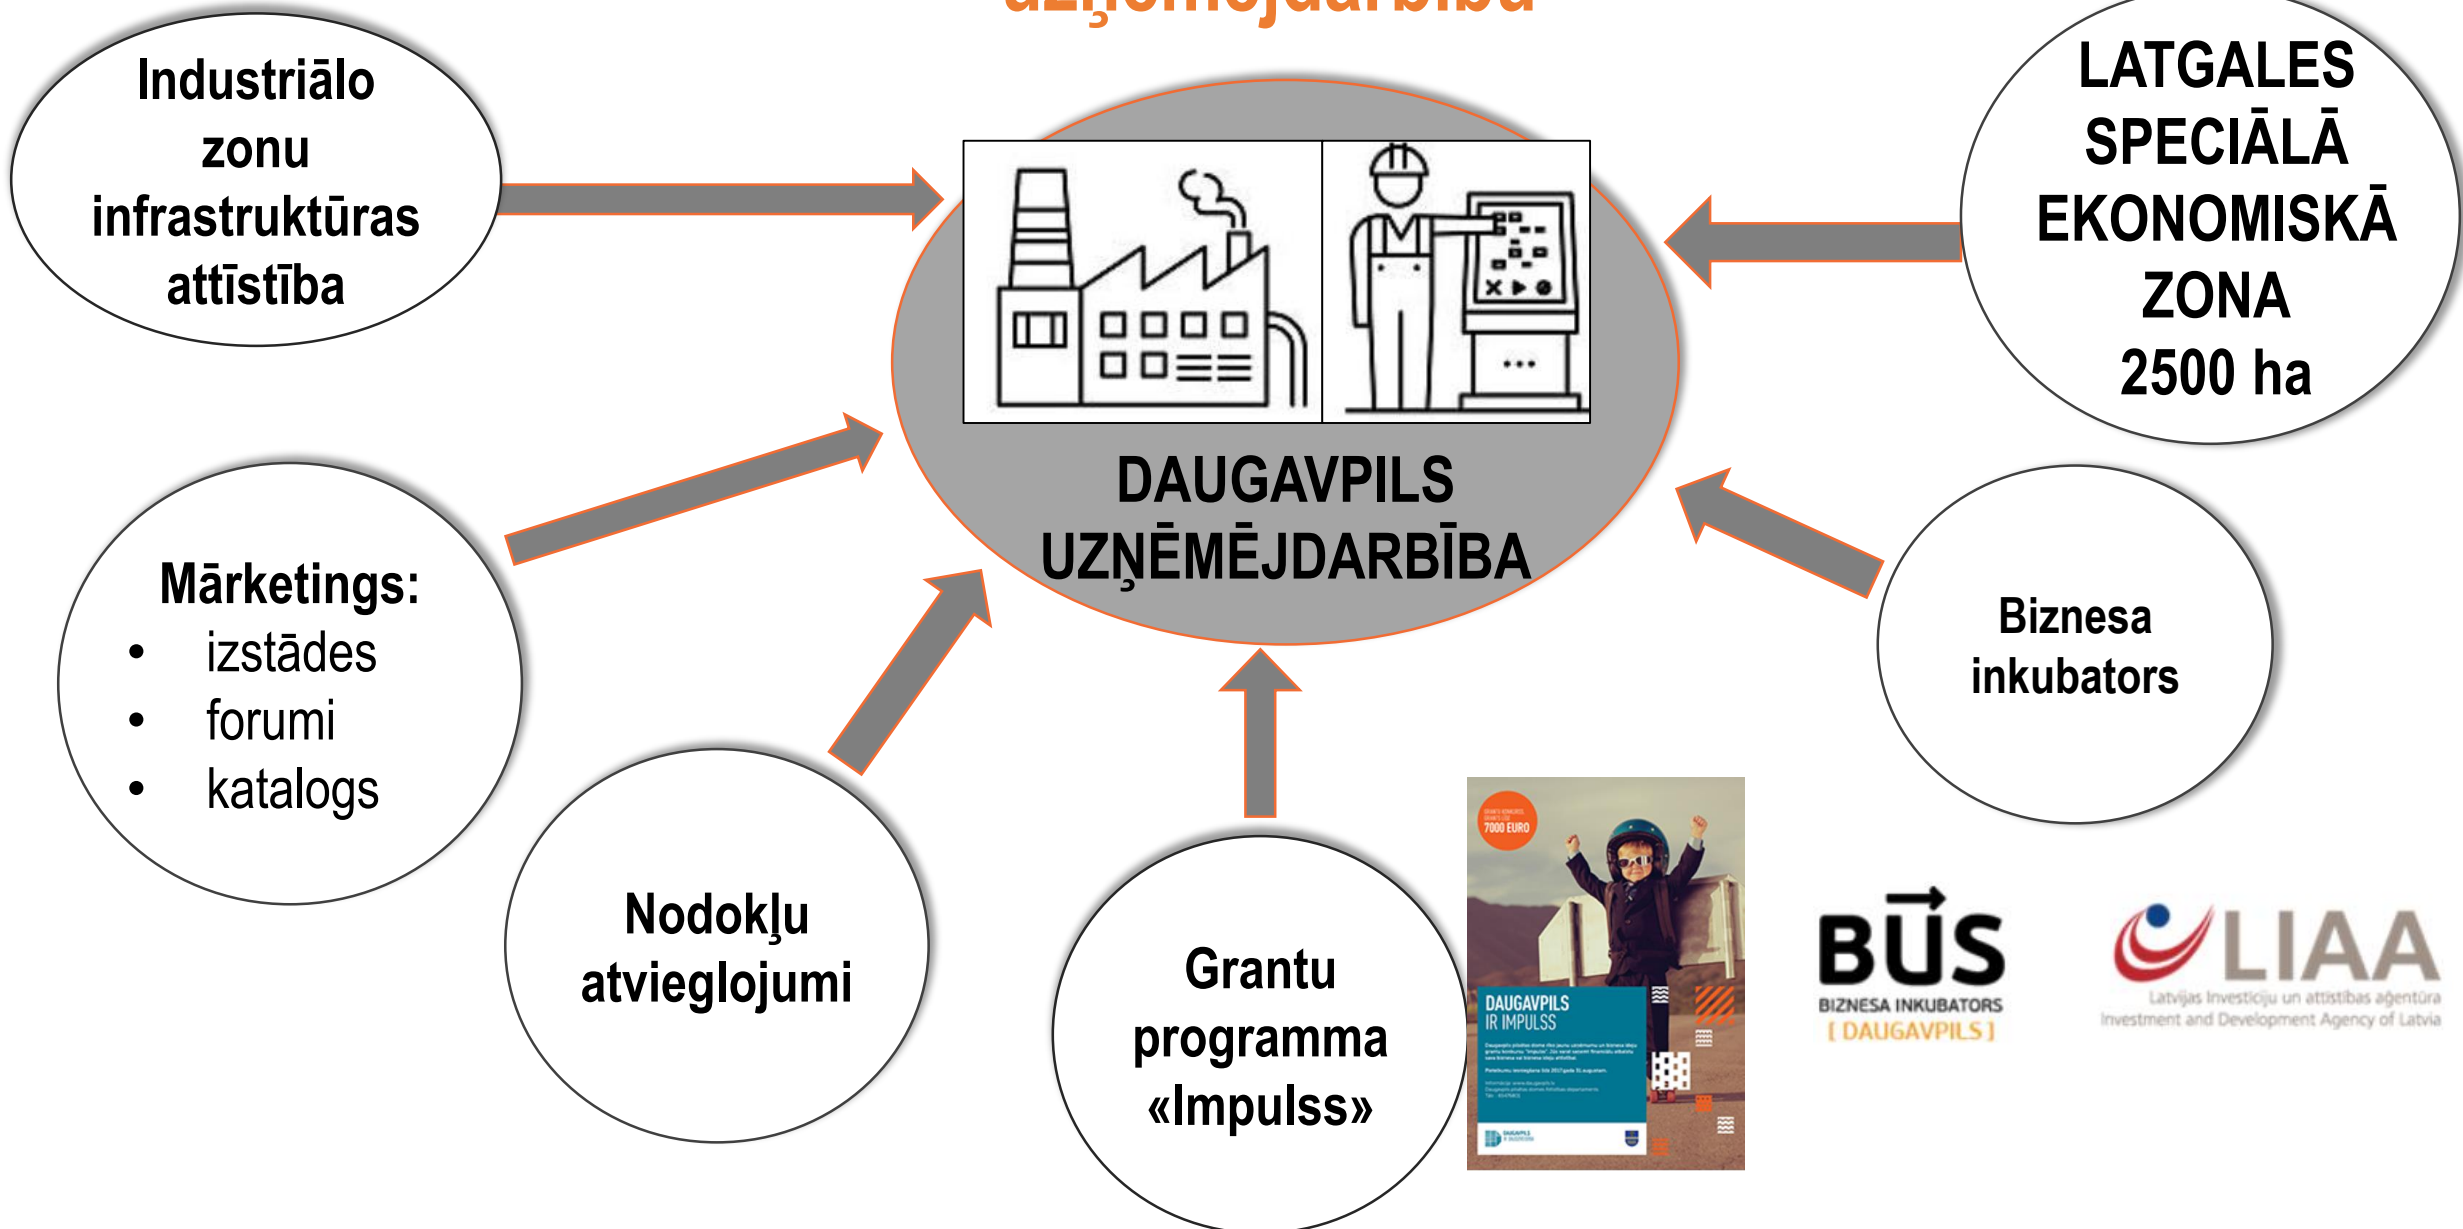 uzņēmējdarbību
Industriālo
zonu
infrastruktūras
attīstība
LATGALES
SPECIĀLĀ
EKONOMISKĀ
ZONA
2500 ha
DAUGAVPILS
UZŅĒMĒJDARBĪBA
Mārketings:
• izstādes
• forumi
• katalogs
Biznesa
inkubators
Nodokļu
atvieglojumi
Grantu
programma
«Impulss»
7000 EURO
DAUGAVPILS
IR IMPULSS
BUS
BIZNESA INKUBATORS
[ DAUGAVPILS ]
LIAA
Latvijas Investīciju un attīstības aģentūra
Investment and Development Agency of Latvia